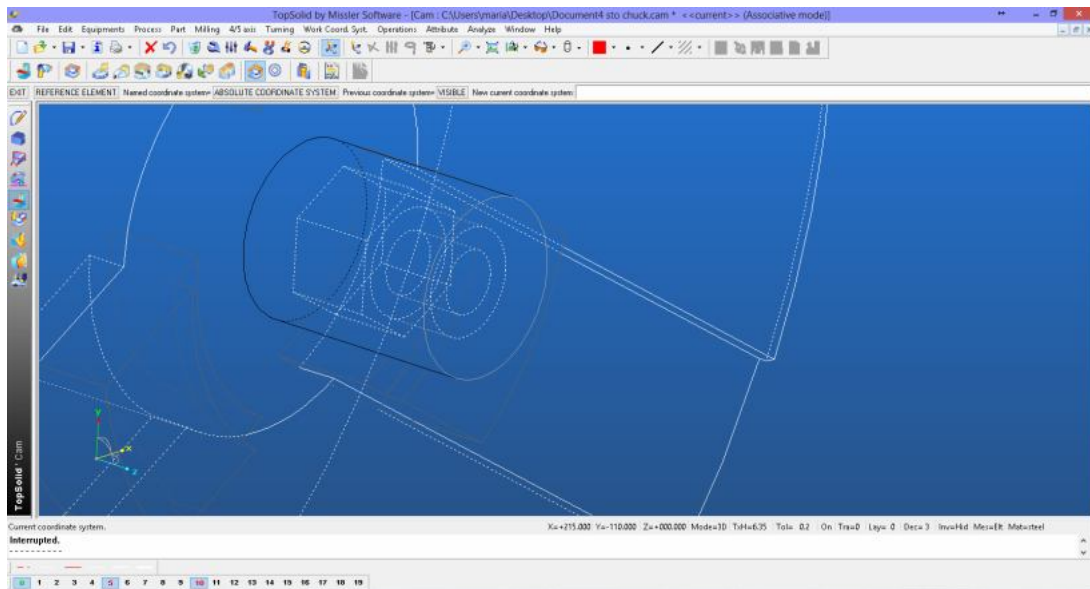 TopSolid by Missler Software - [Cam : C:\Users\maria\Desktop\Document4 sto chuck.cam * <<current>> (Associative mode)]
File Edit Equipments Process Part Milling 4/5 axis Turning Work Coord. Syst. Operations Attribute Analyze Window Help
EXIT REFERENCE ELEMENT Named coordinate system= ABSOLUTE COORDINATE SYSTEM Previous coordinate system= VISIBLE New current coordinate system:
y
x
z
TopSolid'Cam
Current coordinate system. X=+215.000 Y=-110.000 Z=+000.000 Mode=3D TxH=6.35 Tol= 0.2 On Tra=0 Lay= 0 Dec= 3 Inv=Hid Mes=Elt Mat=steel
Interrupted.
----------
0 1 2 3 4 5 6 7 8 9 10 11 12 13 14 15 16 17 18 19